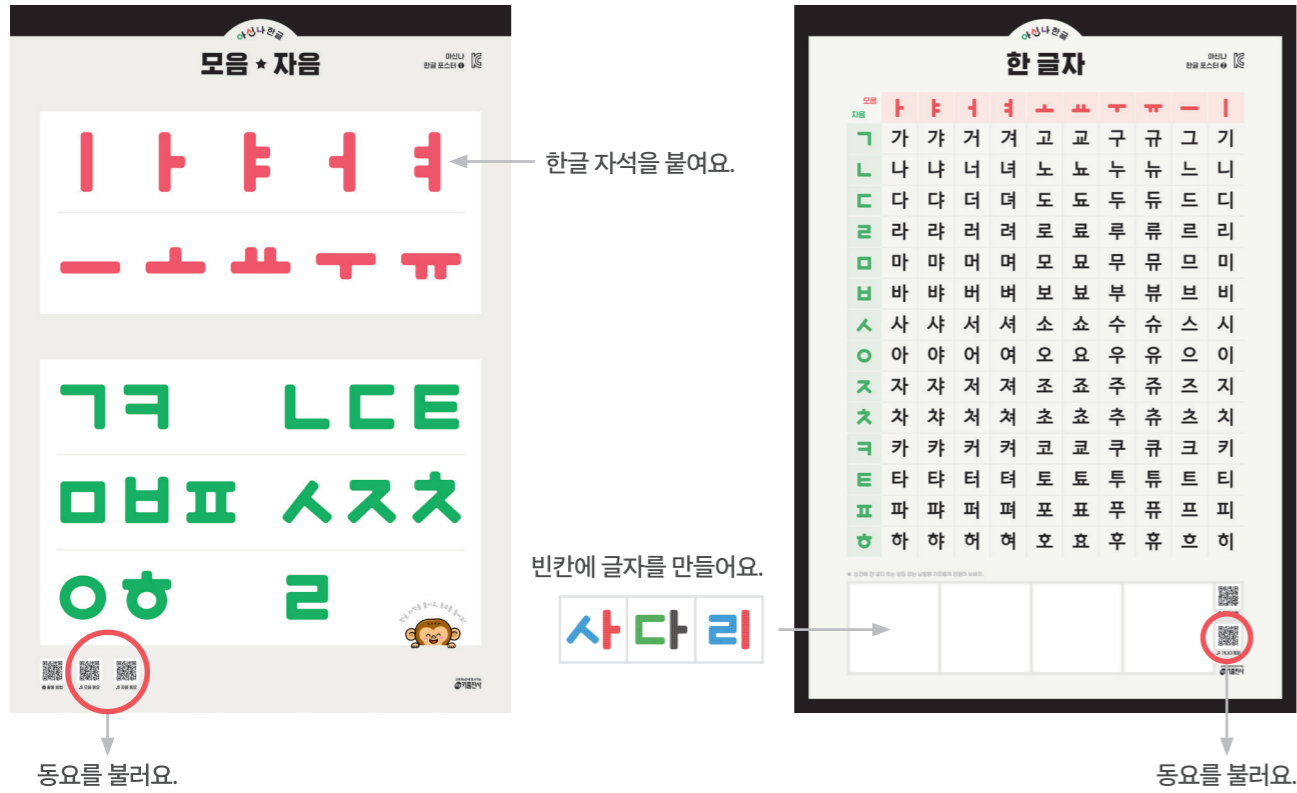 아신나한글
모음 ★ 자음
아신나
한글 포스터 ❶
ㅣ ㅏ ㅑ ㅓ ㅕ
ㅡ ㅗ ㅛ ㅜ ㅠ
ㄱ ㅋ ㄴ ㄷ ㅌ
ㅁ ㅂ ㅍ ㅅ ㅈ ㅊ
ㅇ ㅎ ㄹ
키출판사
동요를 불러요.
한글 자석을 붙여요.
빈칸에 글자를 만들어요.
사다리
아신나한글
한 글자
아신나
한글 포스터 ❷
모음
자음
ㅏ ㅑ ㅓ ㅕ ㅗ ㅛ ㅜ ㅠ ㅡ ㅣ
ㄱ 가 갸 거 겨 고 교 구 규 그 기
ㄴ 나 냐 너 녀 노 뇨 누 뉴 느 니
ㄷ 다 댜 더 뎌 도 됴 두 듀 드 디
ㄹ 라 랴 러 려 로 료 루 류 르 리
ㅁ 마 먀 머 며 모 묘 무 뮤 므 미
ㅂ 바 뱌 버 벼 보 뵤 부 뷰 브 비
ㅅ 사 샤 서 셔 소 쇼 수 슈 스 시
ㅇ 아 야 어 여 오 요 우 유 으 이
ㅈ 자 쟈 저 져 조 죠 주 쥬 즈 지
ㅊ 차 챠 처 쳐 초 쵸 추 츄 츠 치
ㅋ 카 캬 커 켜 코 쿄 쿠 큐 크 키
ㅌ 타 탸 터 텨 토 툐 투 튜 트 티
ㅍ 파 퍄 퍼 펴 포 표 푸 퓨 프 피
ㅎ 하 햐 허 혀 호 효 후 휴 흐 히
키출판사
동요를 불러요.